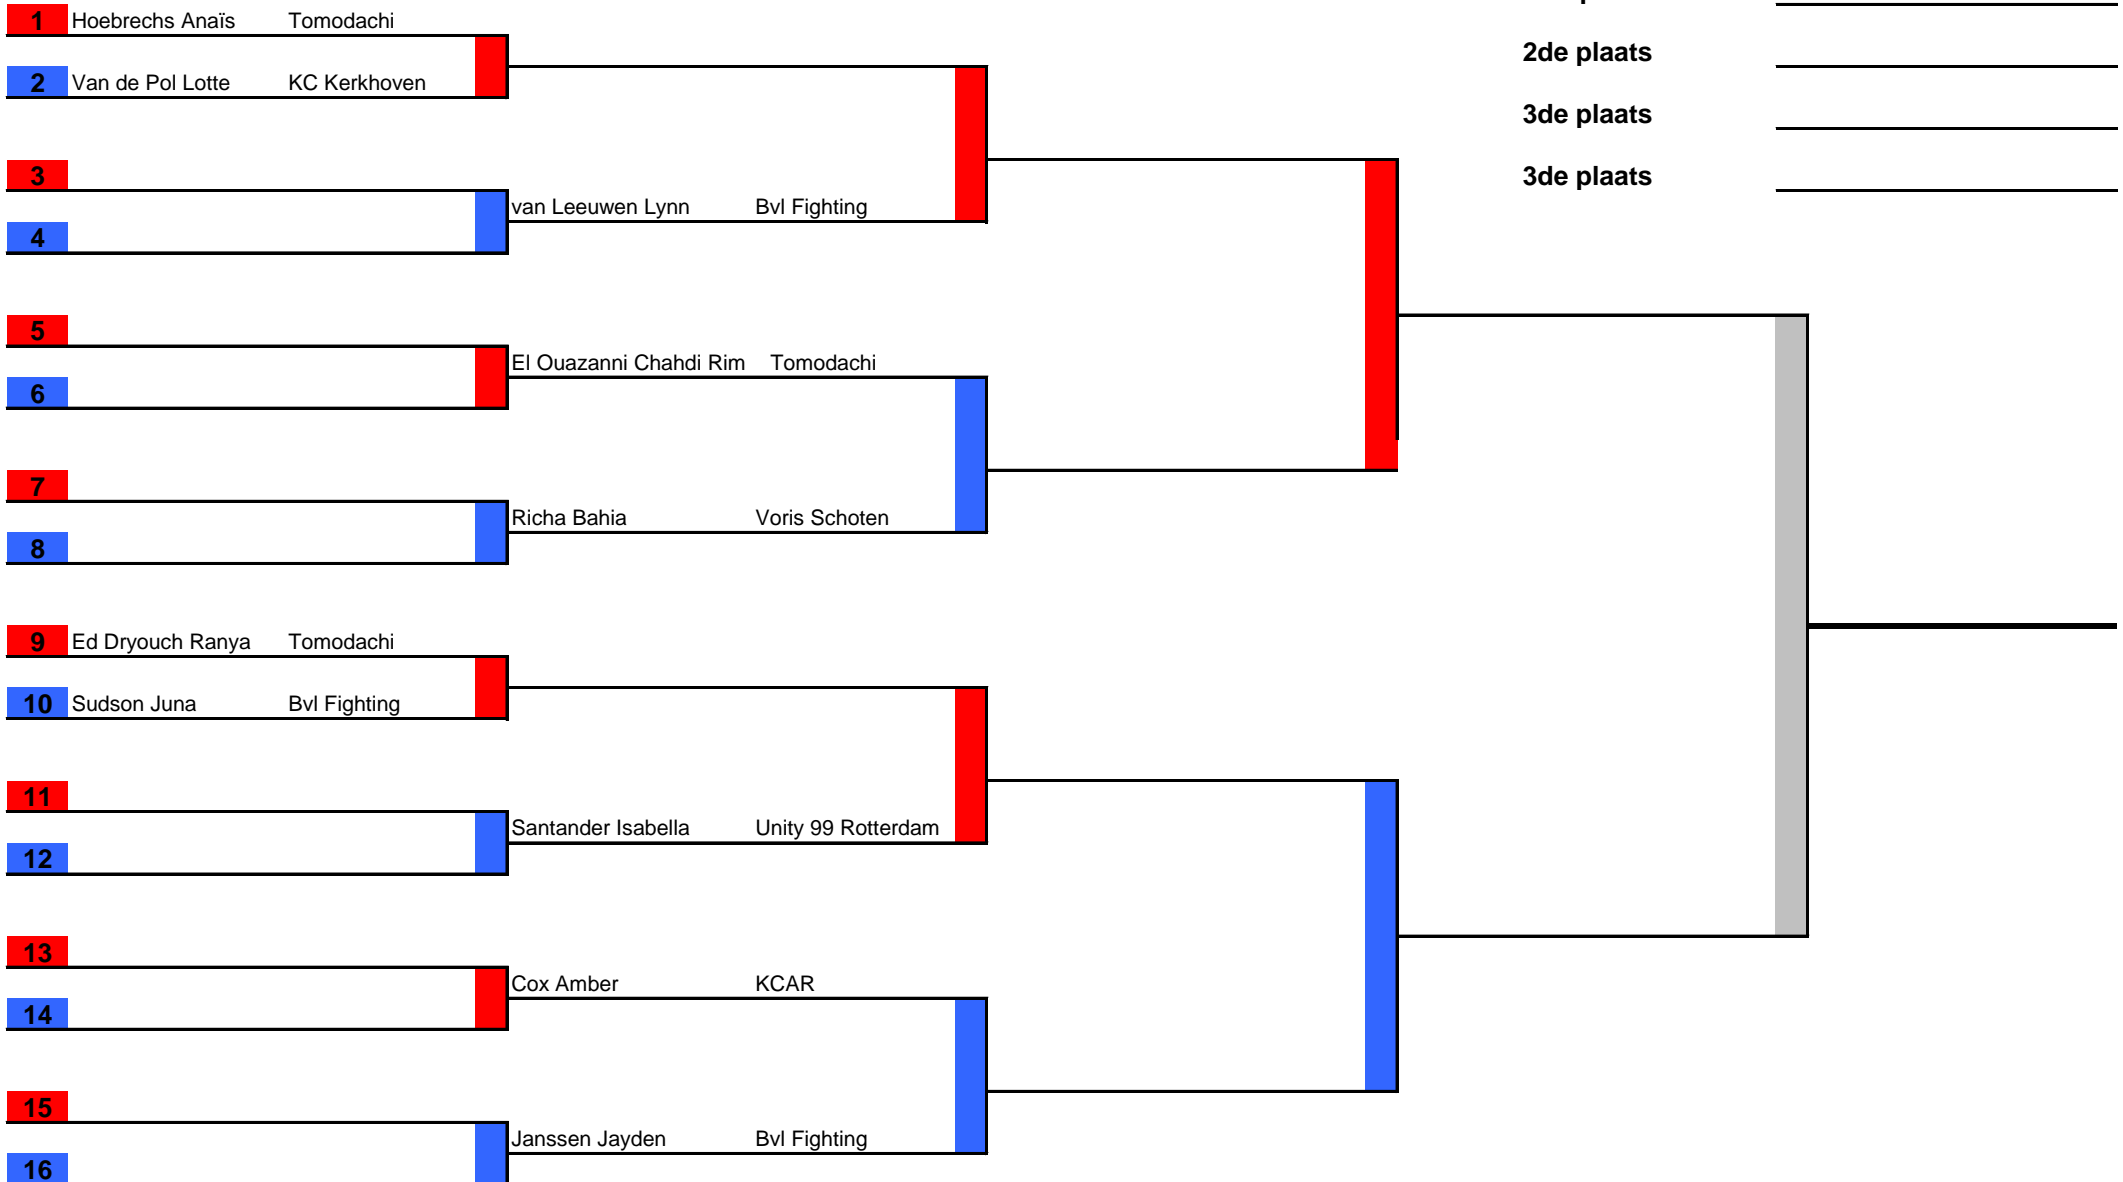 1 Hoebrechs Anaïs Tomodachi
2de plaats
2 Van de Pol Lotte KC Kerkhoven
3de plaats
3
3de plaats
van Leeuwen Lynn Bvl Fighting
4
5
El Ouazanni Chahdi Rim Tomodachi
6
7
Richa Bahia Voris Schoten
8
9 Ed Dryouch Ranya Tomodachi
10 Sudson Juna Bvl Fighting
11
Santander Isabella Unity 99 Rotterdam
12
13
Cox Amber KCAR
14
15
Janssen Jayden Bvl Fighting
16